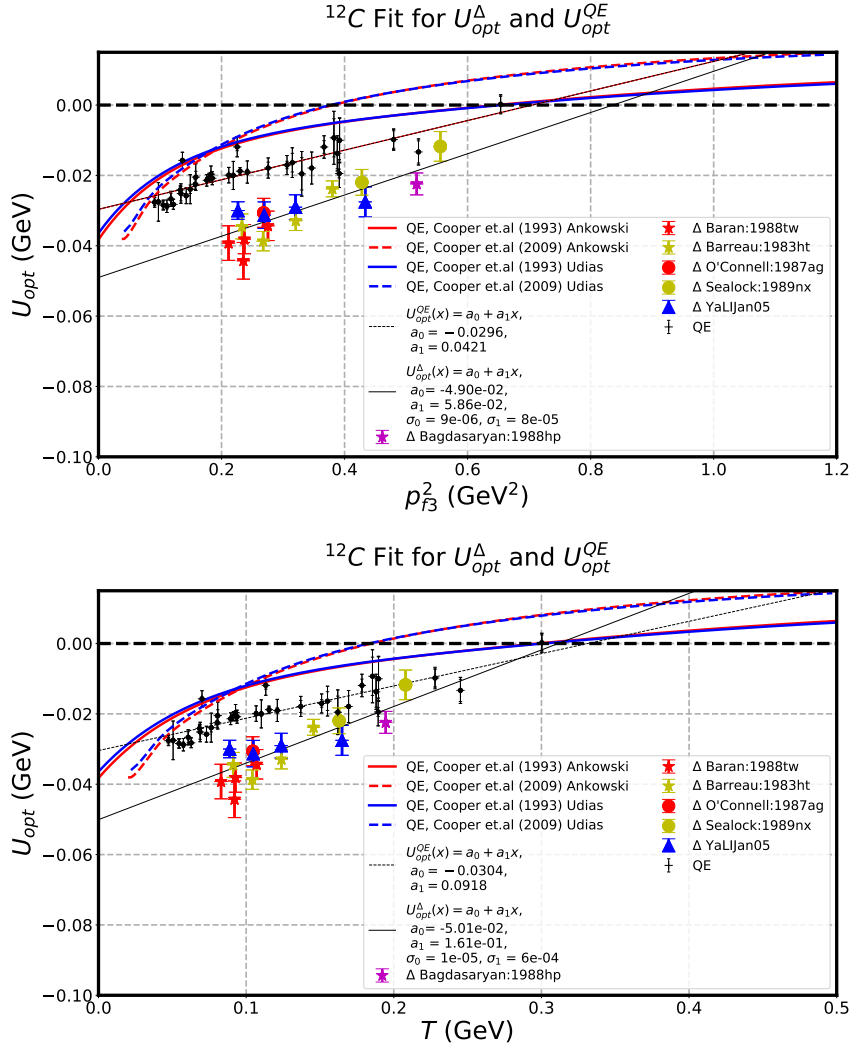 ¹²C Fit for U_opt^Δ and U_opt^QE
0.00
−0.02
−0.04
−0.06
−0.08
−0.10
U_opt (GeV)
QE, Cooper et.al (1993) Ankowski
QE, Cooper et.al (2009) Ankowski
QE, Cooper et.al (1993) Udias
QE, Cooper et.al (2009) Udias
U_opt^QE(x) = a₀ + a₁x,
a₀ = −0.0296,
a₁ = 0.0421
U_opt^Δ(x) = a₀ + a₁x,
a₀= -4.90e-02,
a₁ = 5.86e-02,
σ₀ = 9e-06, σ₁ = 8e-05
Δ Bagdasaryan:1988hp
Δ Baran:1988tw
Δ Barreau:1983ht
Δ O'Connell:1987ag
Δ Sealock:1989nx
Δ YaLIJan05
QE
0.0 0.2 0.4 0.6 0.8 1.0 1.2
p_f3² (GeV²)
¹²C Fit for U_opt^Δ and U_opt^QE
0.00
−0.02
−0.04
−0.06
−0.08
−0.10
U_opt (GeV)
QE, Cooper et.al (1993) Ankowski
QE, Cooper et.al (2009) Ankowski
QE, Cooper et.al (1993) Udias
QE, Cooper et.al (2009) Udias
U_opt^QE(x) = a₀ + a₁x,
a₀ = −0.0304,
a₁ = 0.0918
U_opt^Δ(x) = a₀ + a₁x,
a₀= -5.01e-02,
a₁ = 1.61e-01,
σ₀ = 1e-05, σ₁ = 6e-04
Δ Bagdasaryan:1988hp
Δ Baran:1988tw
Δ Barreau:1983ht
Δ O'Connell:1987ag
Δ Sealock:1989nx
Δ YaLIJan05
QE
0.0 0.1 0.2 0.3 0.4 0.5
T (GeV)